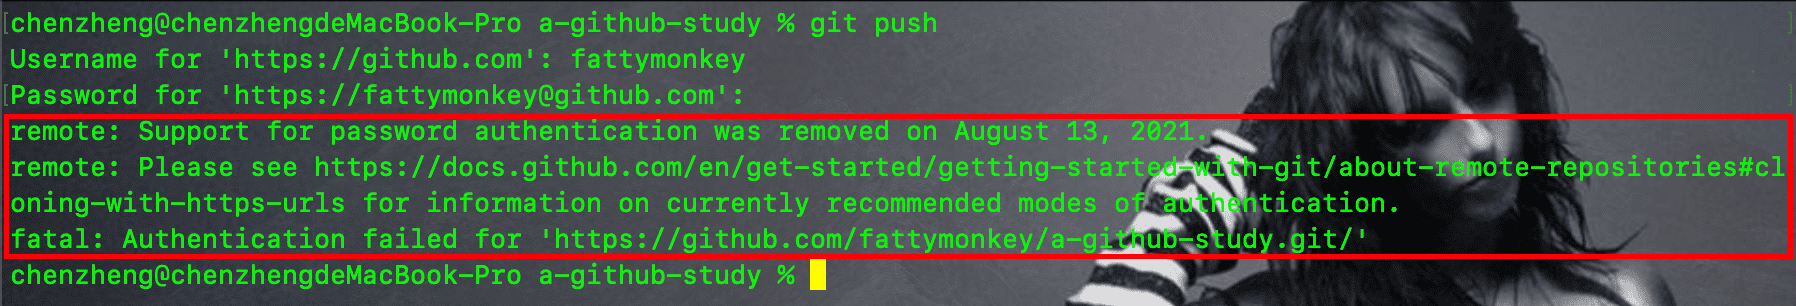 [chenzheng@chenzhengdeMacBook-Pro a-github-study % git push ]
Username for 'https://github.com': fattymonkey
[Password for 'https://fattymonkey@github.com': ]
remote: Support for password authentication was removed on August 13, 2021.
remote: Please see https://docs.github.com/en/get-started/getting-started-with-git/about-remote-repositories#cl
oning-with-https-urls for information on currently recommended modes of authentication.
fatal: Authentication failed for 'https://github.com/fattymonkey/a-github-study.git/'
chenzheng@chenzhengdeMacBook-Pro a-github-study %